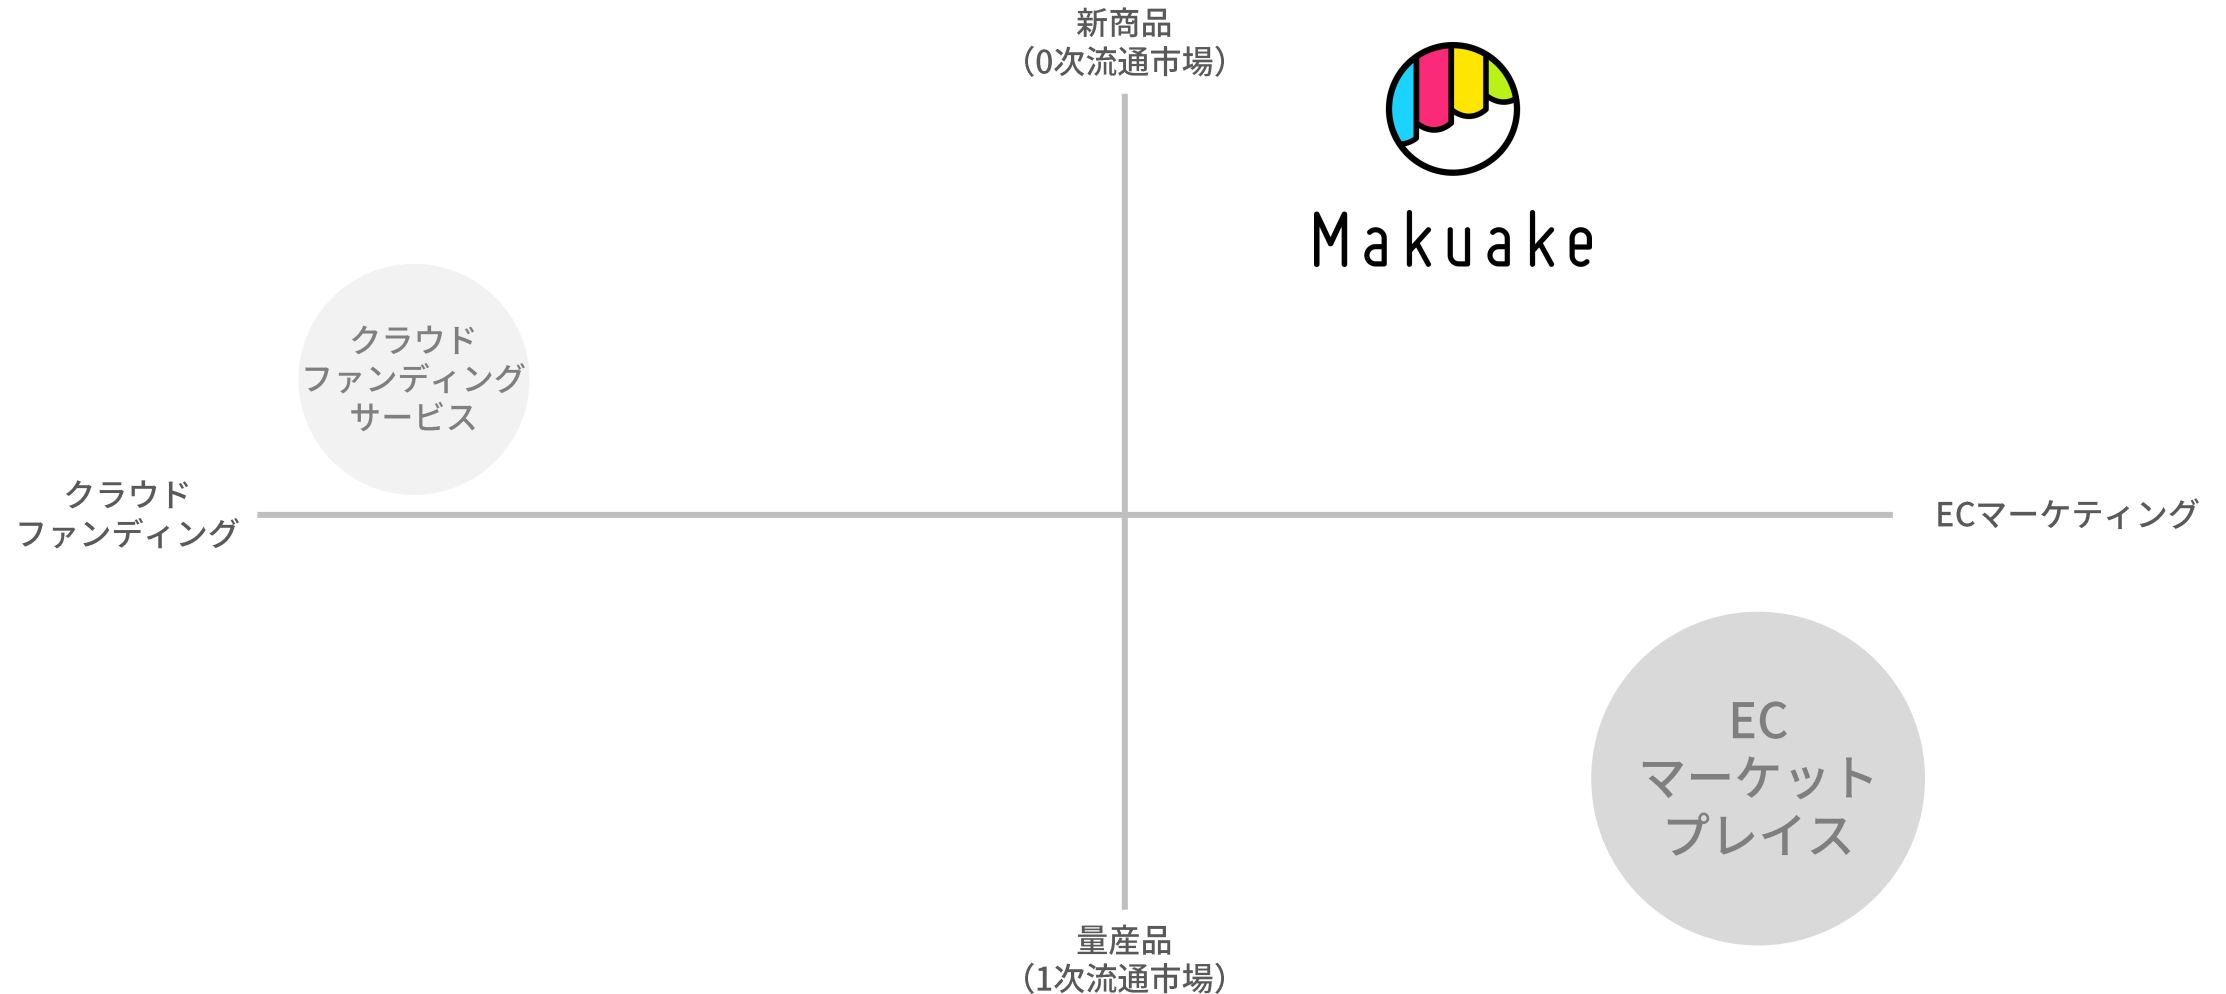 新商品
（0次流通市場）
Makuake
クラウド
ファンディング
サービス
クラウド
ファンディング
ECマーケティング
EC
マーケット
プレイス
量産品
（1次流通市場）